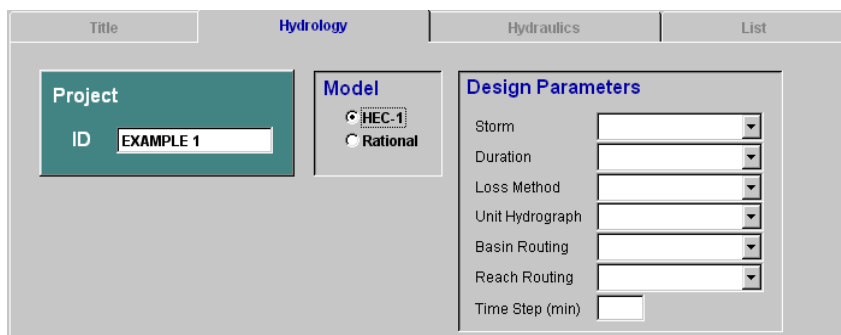 Title Hydrology Hydraulics List
Project
ID EXAMPLE 1
Model
HEC-1
Rational
Design Parameters
Storm
Duration
Loss Method
Unit Hydrograph
Basin Routing
Reach Routing
Time Step (min)